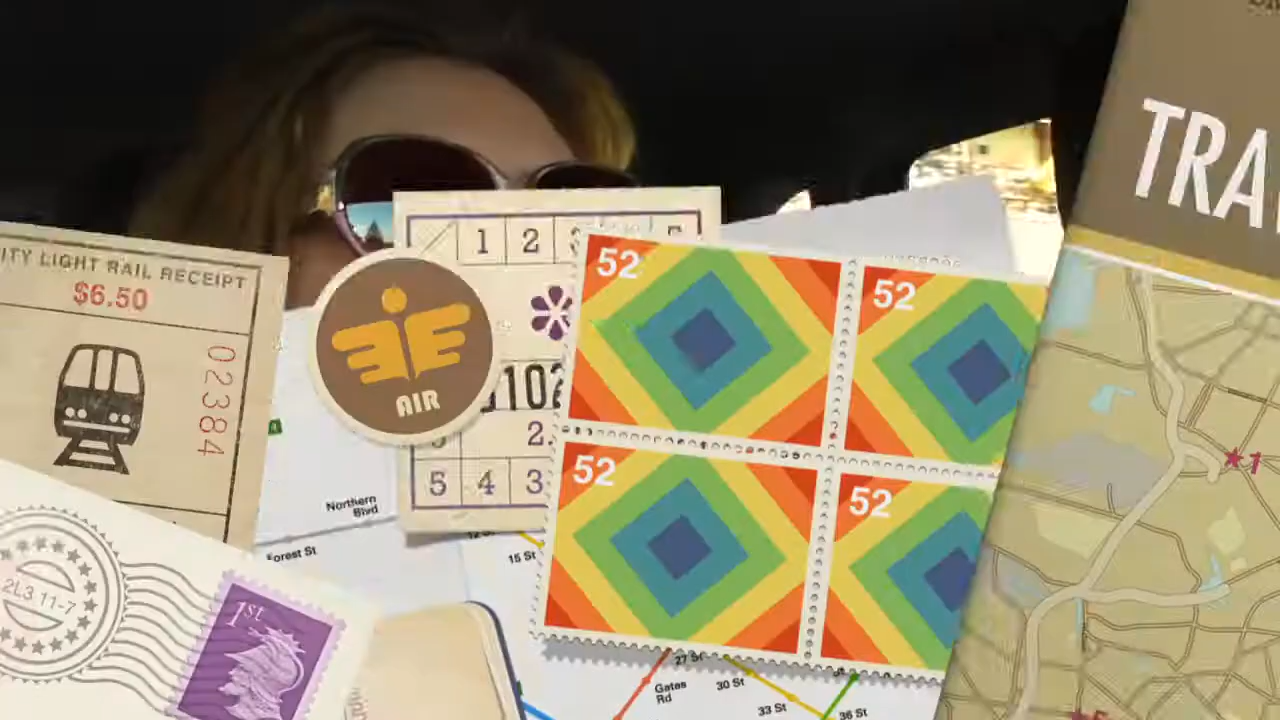 TRA
ITY LIGHT RAIL RECEIPT
$6.50
02384
1 2
52
52
AIR
102
2.
5 4 3
52
52
1
Northern
Blvd
Forest St
15 St
2L3 11-7
1st
27 St
Gates
Rd
30 St
33 St
36 St